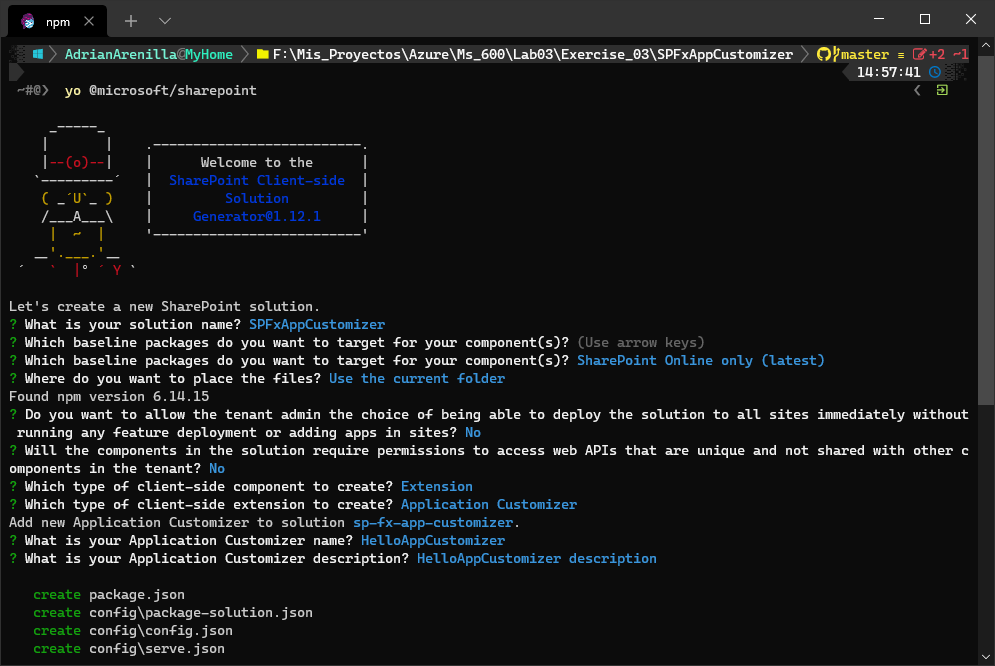 npm
AdrianArenilla@MyHome F:\Mis_Proyectos\Azure\Ms_600\Lab03\Exercise_03\SPFxAppCustomizer master ≡ +2 ~1
14:57:41
~#@❯ yo @microsoft/sharepoint
_-----_
|       |    .--------------------------.
|--(o)--|    |      Welcome to the      |
`---------´   |  SharePoint Client-side  |
( _´U`_ )    |         Solution         |
/___A___\    |     Generator@1.12.1     |
|  ~  |     '--------------------------'
__'.___.'__
´   `  |° ´ Y `
Let's create a new SharePoint solution.
? What is your solution name? SPFxAppCustomizer
? Which baseline packages do you want to target for your component(s)? (Use arrow keys)
? Which baseline packages do you want to target for your component(s)? SharePoint Online only (latest)
? Where do you want to place the files? Use the current folder
Found npm version 6.14.15
? Do you want to allow the tenant admin the choice of being able to deploy the solution to all sites immediately without
running any feature deployment or adding apps in sites? No
? Will the components in the solution require permissions to access web APIs that are unique and not shared with other c
omponents in the tenant? No
? Which type of client-side component to create? Extension
? Which type of client-side extension to create? Application Customizer
Add new Application Customizer to solution sp-fx-app-customizer.
? What is your Application Customizer name? HelloAppCustomizer
? What is your Application Customizer description? HelloAppCustomizer description
create package.json
create config\package-solution.json
create config\config.json
create config\serve.json